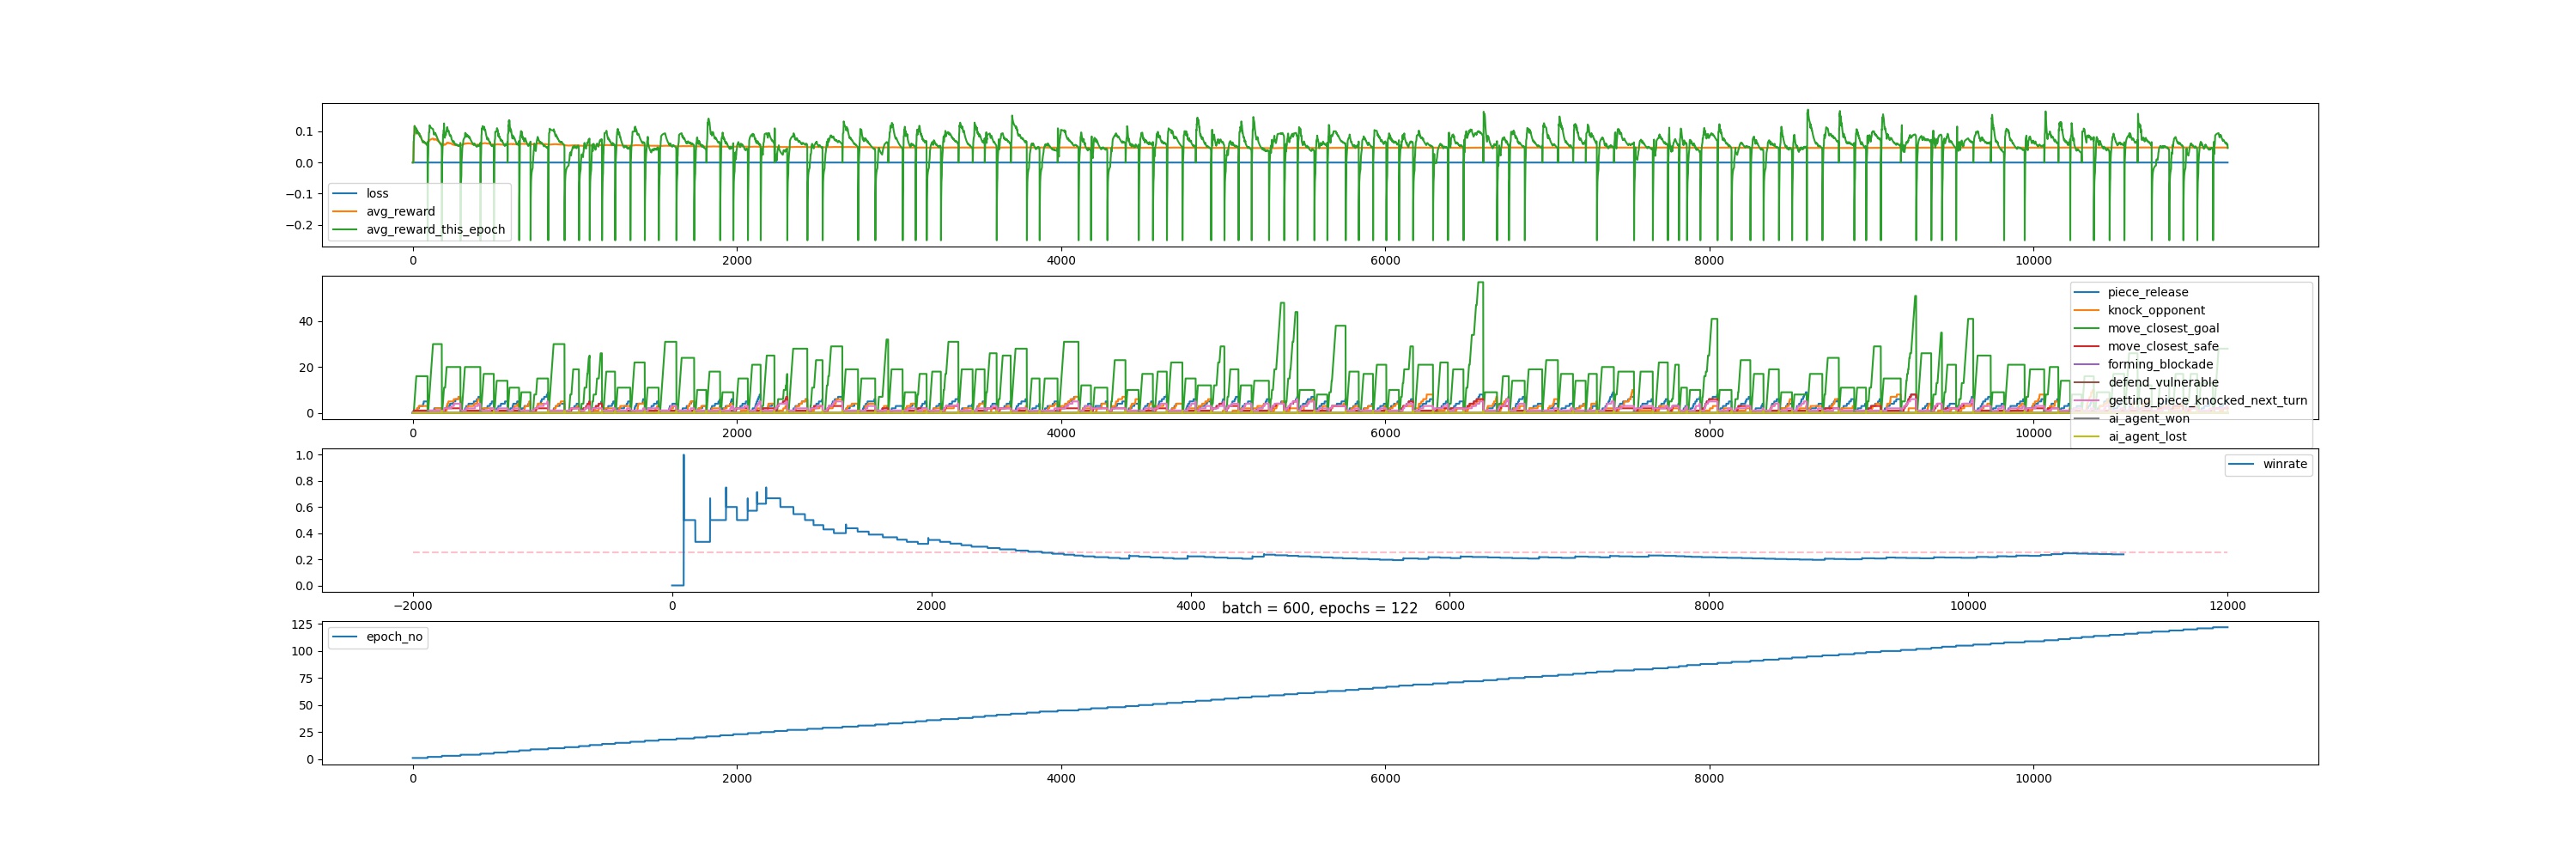 0.1
0.0
−0.1
−0.2
loss
avg_reward
avg_reward_this_epoch
0 2000 4000 6000 8000 10000
40
20
0
piece_release
knock_opponent
move_closest_goal
move_closest_safe
forming_blockade
defend_vulnerable
getting_piece_knocked_next_turn
ai_agent_won
ai_agent_lost
0 2000 4000 6000 8000 10000
1.0
0.8
0.6
0.4
0.2
0.0
winrate
−2000 0 2000 4000 6000 8000 10000 12000
batch = 600, epochs = 122
125
100
75
50
25
0
epoch_no
0 2000 4000 6000 8000 10000